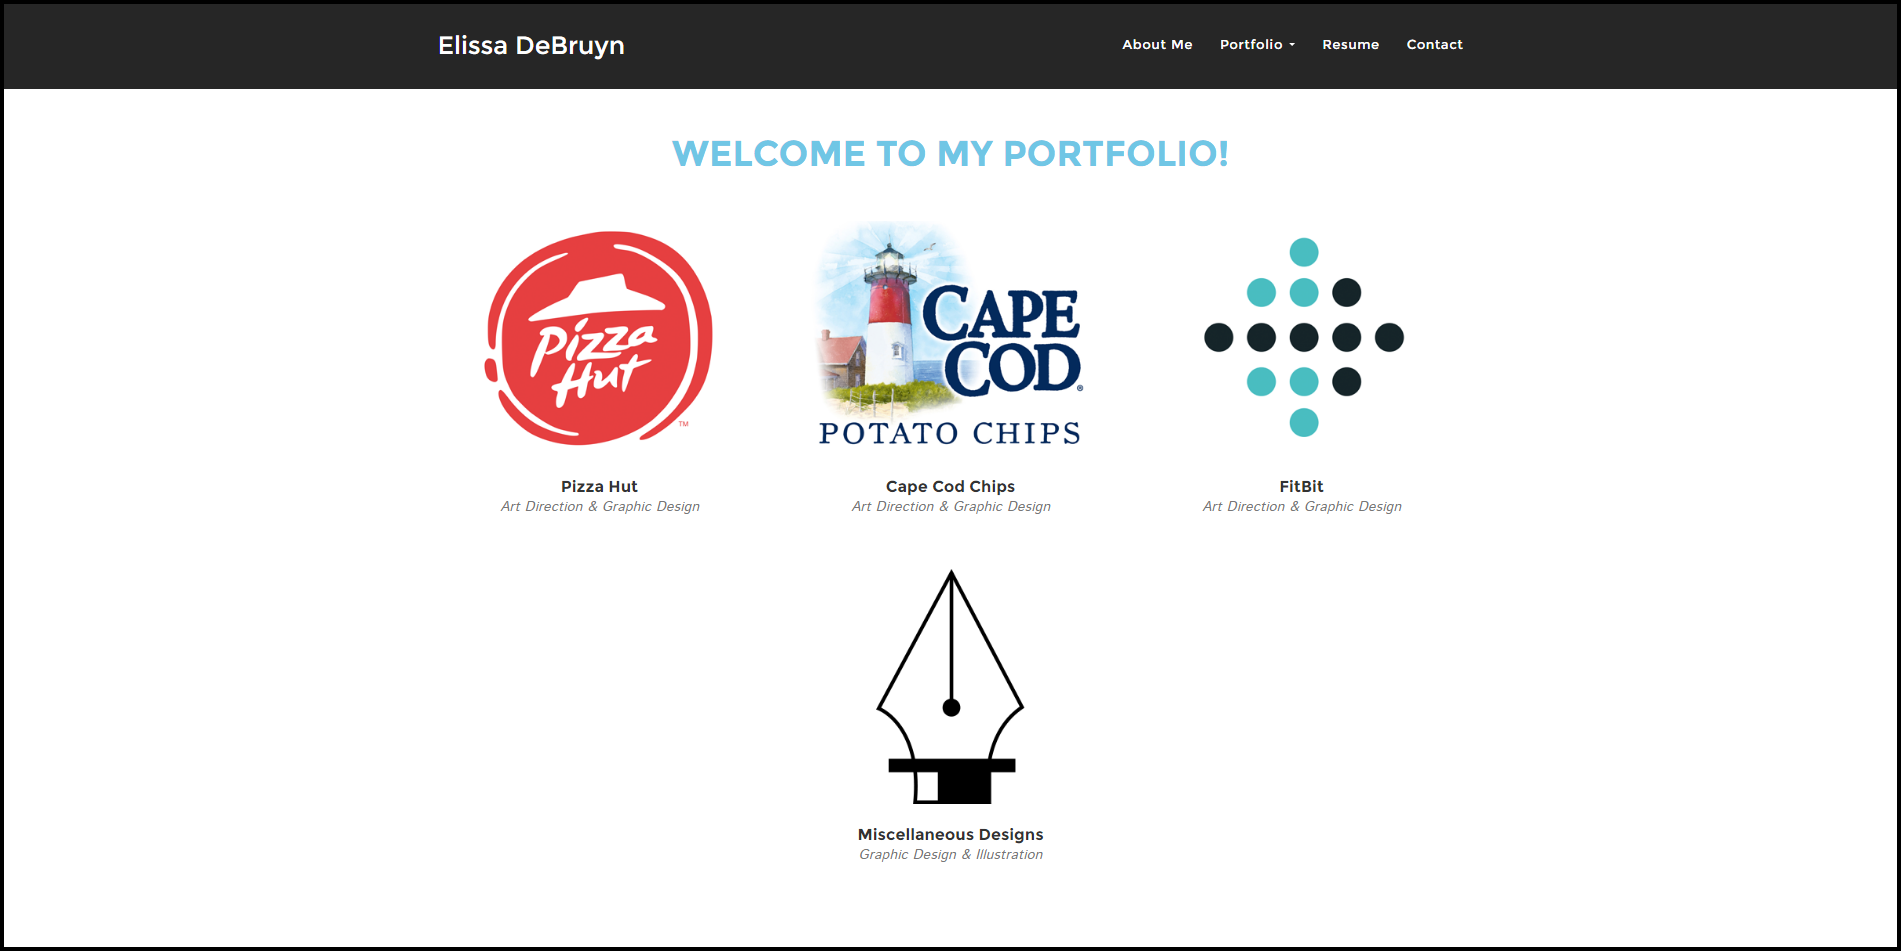 Elissa DeBruyn
About Me Portfolio Resume Contact
WELCOME TO MY PORTFOLIO!
Pizza
Hut
TM
CAPE
COD®
POTATO CHIPS
Pizza Hut
Art Direction & Graphic Design
Cape Cod Chips
Art Direction & Graphic Design
FitBit
Art Direction & Graphic Design
Miscellaneous Designs
Graphic Design & Illustration